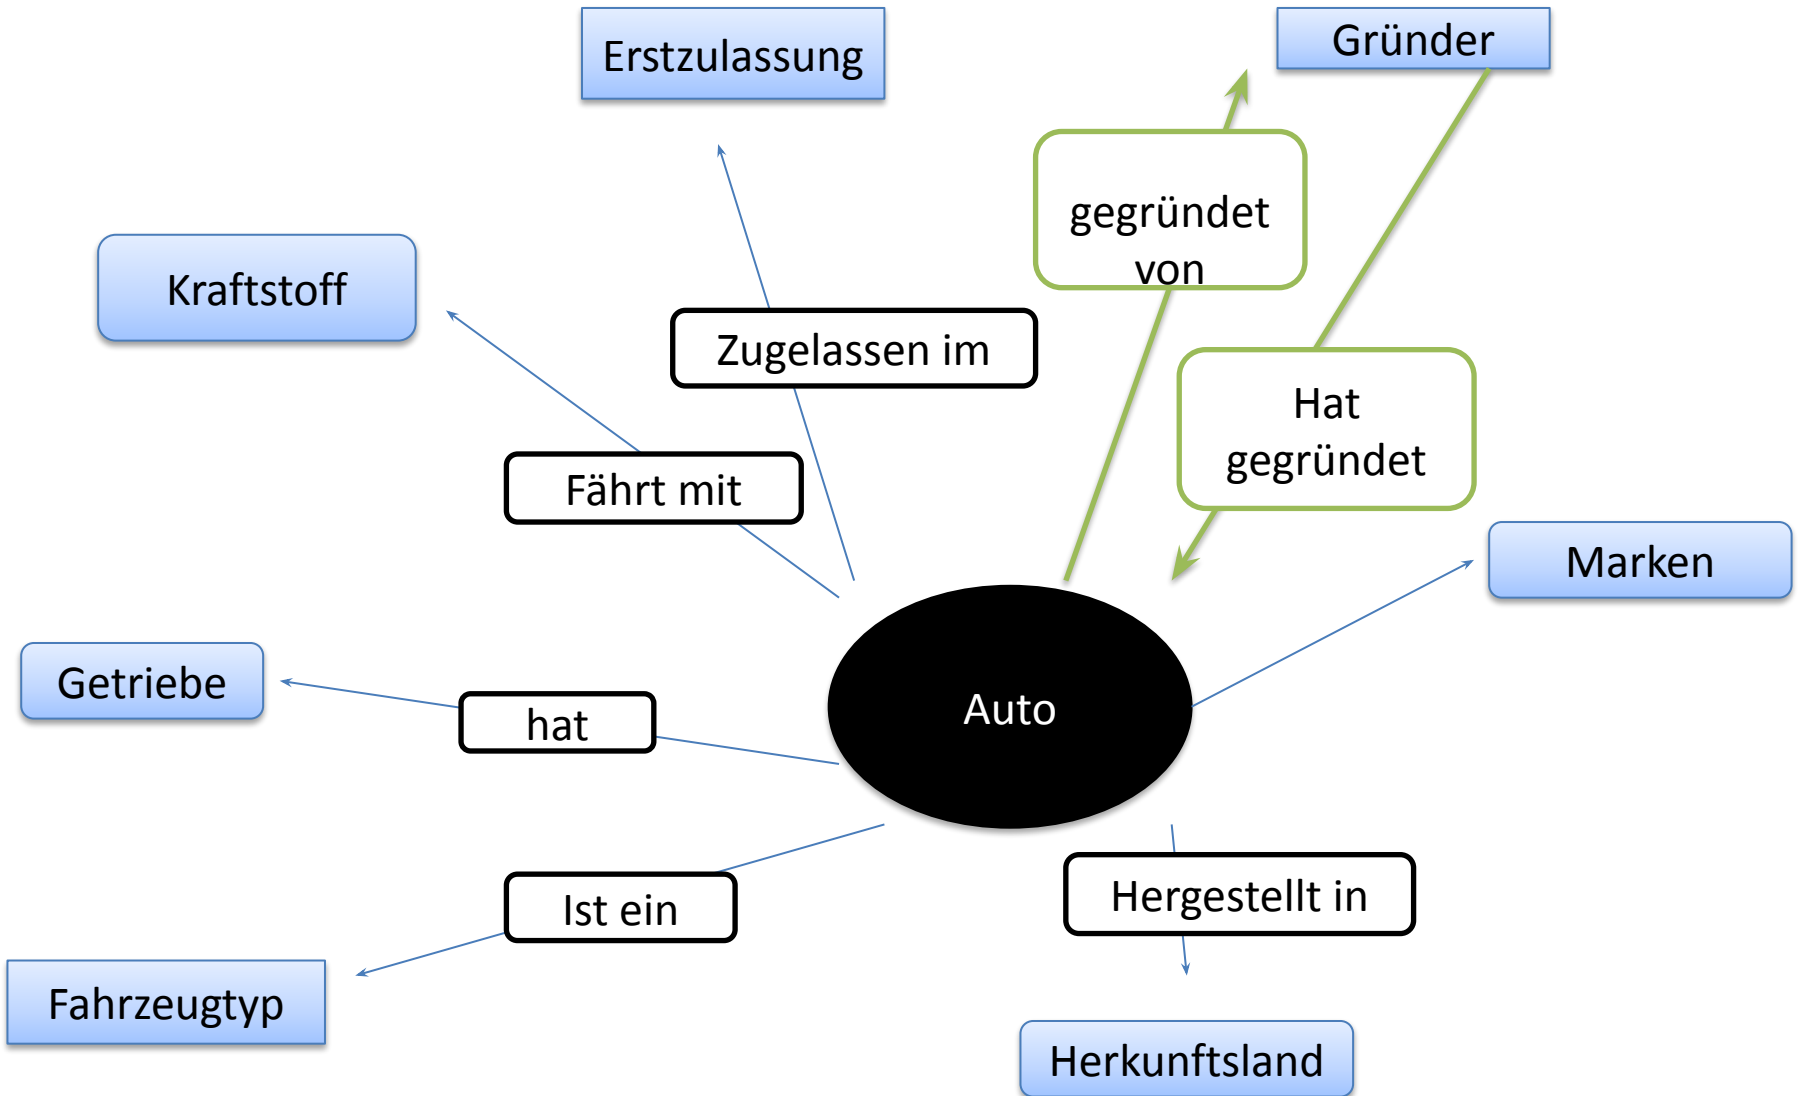 Erstzulassung
Gründer
gegründet
von
Kraftstoff
Zugelassen im
Hat
gegründet
Fährt mit
Marken
Getriebe
hat
Auto
Ist ein
Hergestellt in
Fahrzeugtyp
Herkunftsland